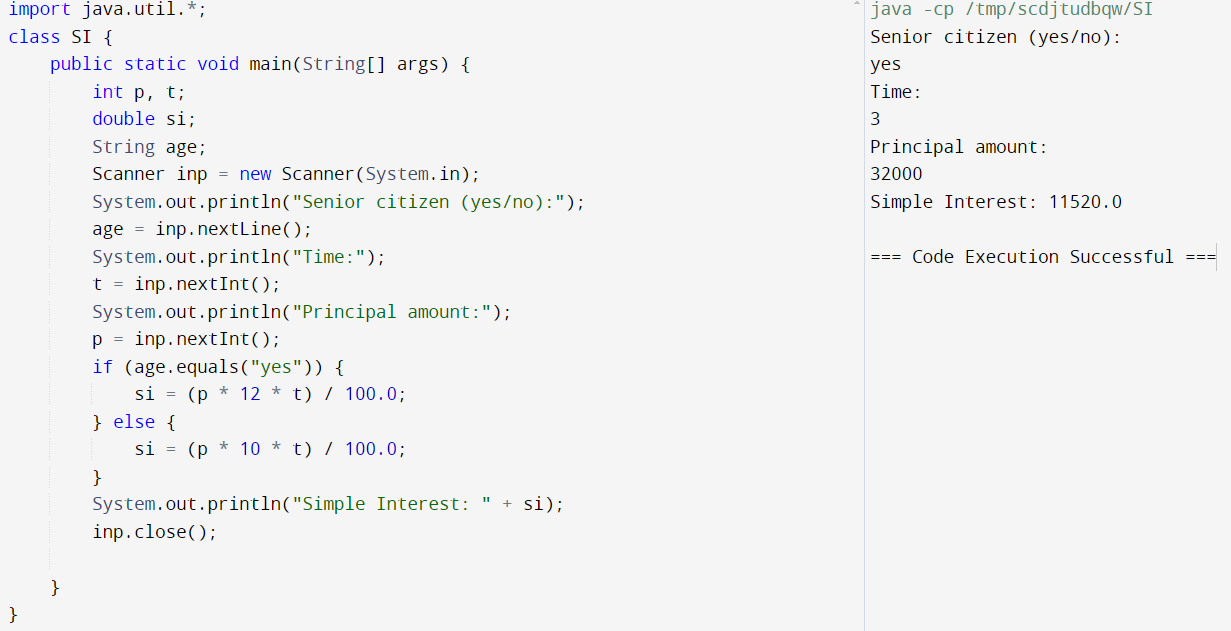 import java.util.*;
class SI {
    public static void main(String[] args) {
        int p, t;
        double si;
        String age;
        Scanner inp = new Scanner(System.in);
        System.out.println("Senior citizen (yes/no):");
        age = inp.nextLine();
        System.out.println("Time:");
        t = inp.nextInt();
        System.out.println("Principal amount:");
        p = inp.nextInt();
        if (age.equals("yes")) {
            si = (p * 12 * t) / 100.0;
        } else {
            si = (p * 10 * t) / 100.0;
        }
        System.out.println("Simple Interest: " + si);
        inp.close();

    }
}
java -cp /tmp/scdjtudbqw/SI
Senior citizen (yes/no):
yes
Time:
3
Principal amount:
32000
Simple Interest: 11520.0

=== Code Execution Successful ===